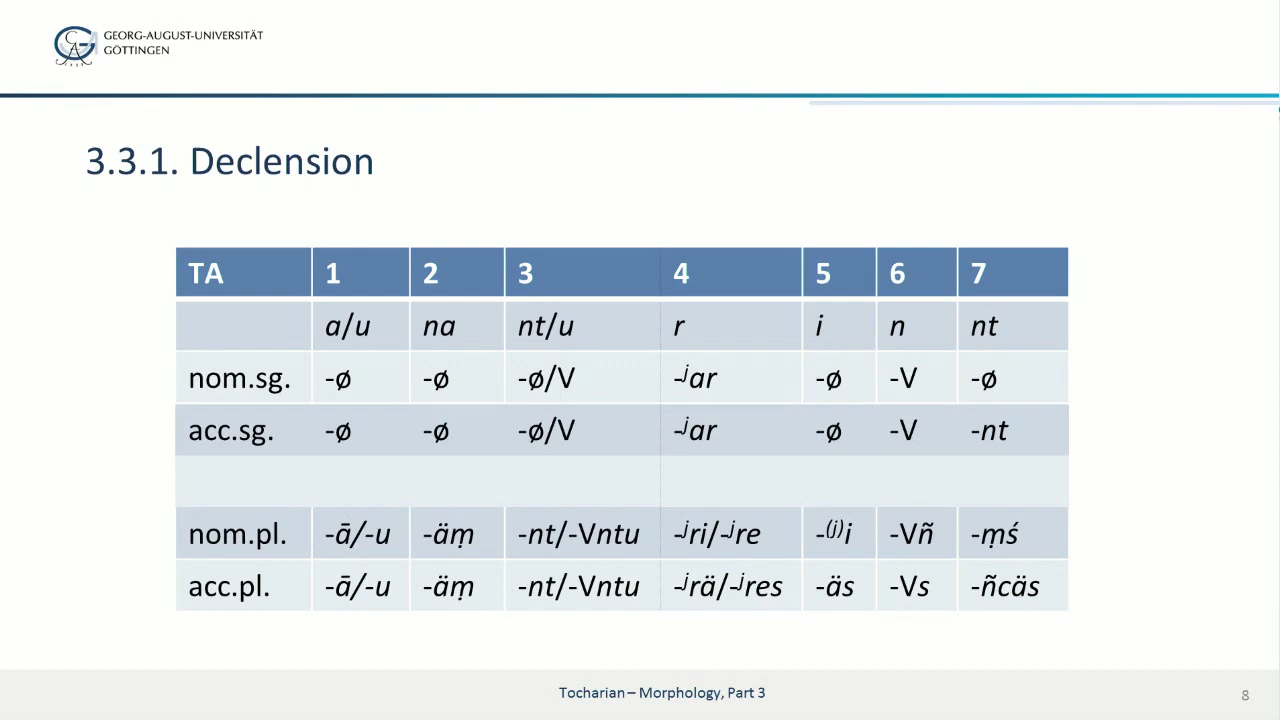 GEORG-AUGUST-UNIVERSITÄT
GÖTTINGEN
3.3.1. Declension
TA 1 2 3 4 5 6 7
a/u na nt/u r i n nt
nom.sg. -ø -ø -ø/V -ʲar -ø -V -ø
acc.sg. -ø -ø -ø/V -ʲar -ø -V -nt
nom.pl. -ā/-u -äṃ -nt/-Vntu -ʲri/-ʲre -⁽ʲ⁾i -Vñ -ṃś
acc.pl. -ā/-u -äṃ -nt/-Vntu -ʲrä/-ʲres -äs -Vs -ñcäs
Tocharian – Morphology, Part 3
8